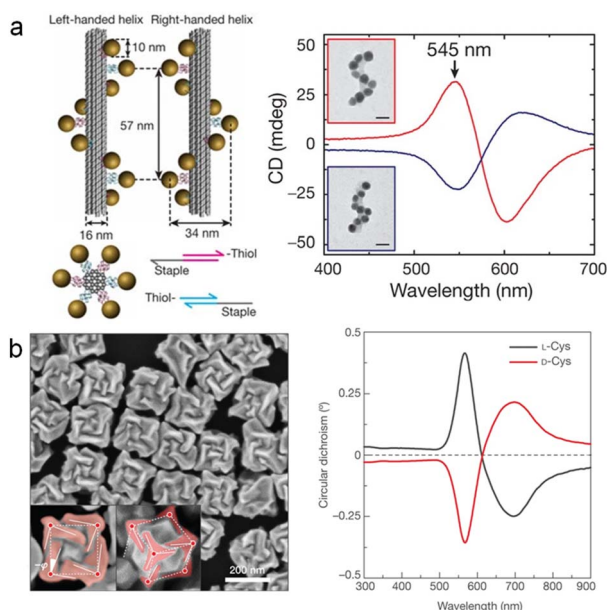 a
Left-handed helix Right-handed helix
10 nm
57 nm
16 nm
34 nm
-Thiol
Staple
Thiol-
Staple
545 nm
CD (mdeg)
50
25
0
-25
-50
400 500 600 700
Wavelength (nm)
b
-φ
200 nm
L-Cys
D-Cys
Circular dichroism (°)
0.5
0.25
0
-0.25
-0.5
300 400 500 600 700 800 900
Wavelength (nm)